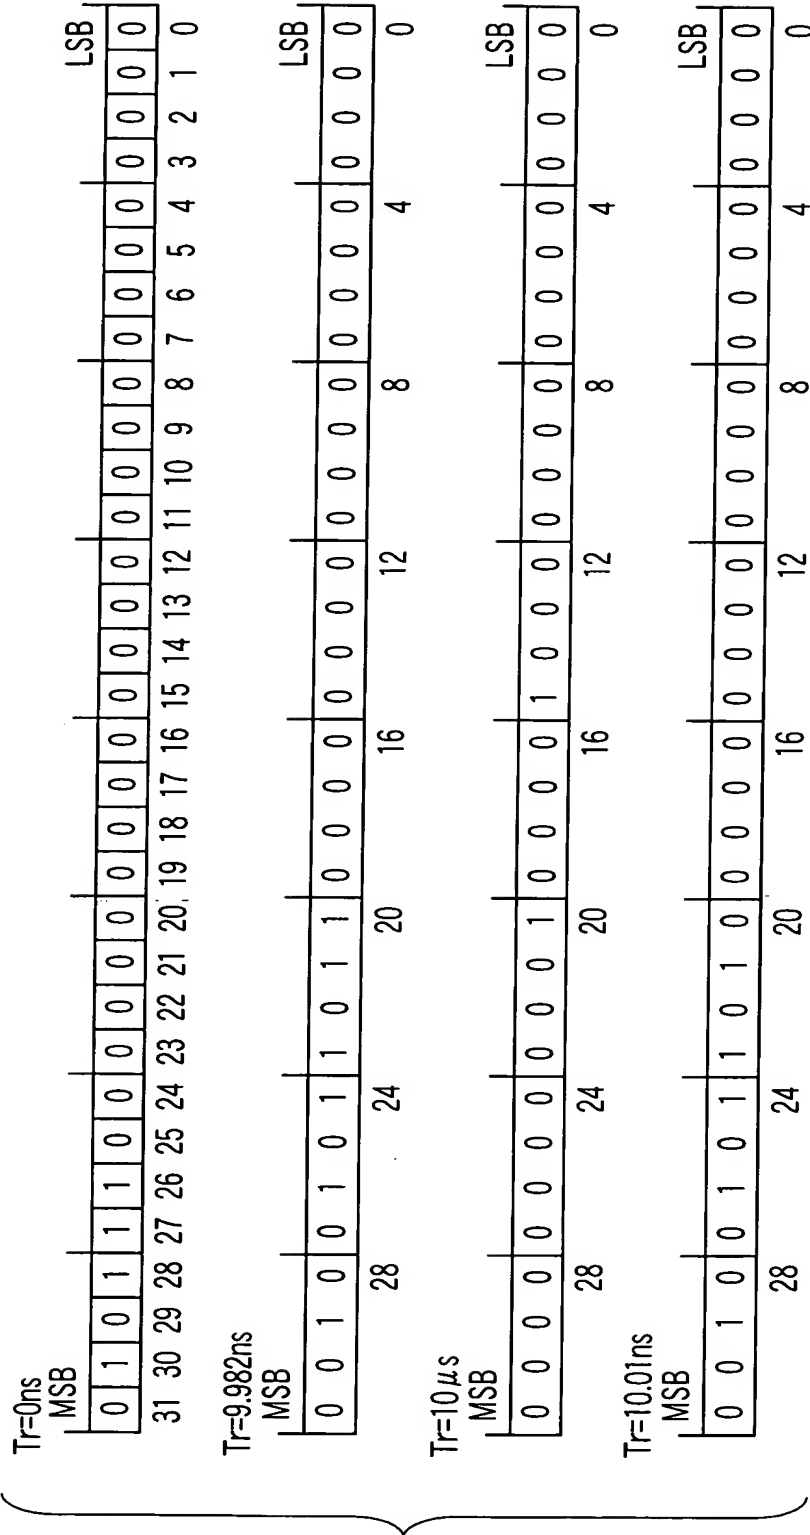 Tr=0ns
MSB LSB
0 1 0 1 1 1 0 0 0 0 0 0 0 0 0 0 0 0 0 0 0 0 0 0 0 0 0 0 0 0 0 0
31 30 29 28 27 26 25 24 23 22 21 20 19 18 17 16 15 14 13 12 11 10 9 8 7 6 5 4 3 2 1 0
Tr=9.982ns
MSB LSB
0 0 1 0 0 1 0 1 1 0 1 1 0 0 0 0 0 0 0 0 0 0 0 0 0 0 0 0 0 0 0 0
28 24 20 16 12 8 4 0
Tr=10μs
MSB LSB
0 0 0 0 0 0 0 0 0 0 0 1 0 0 0 0 1 0 0 0 0 0 0 0 0 0 0 0 0 0 0 0
28 24 20 16 12 8 4 0
Tr=10.01ns
MSB LSB
0 0 1 0 0 1 0 1 1 0 1 0 0 0 0 0 0 0 0 0 0 0 0 0 0 0 0 0 0 0 0 0
28 24 20 16 12 8 4 0